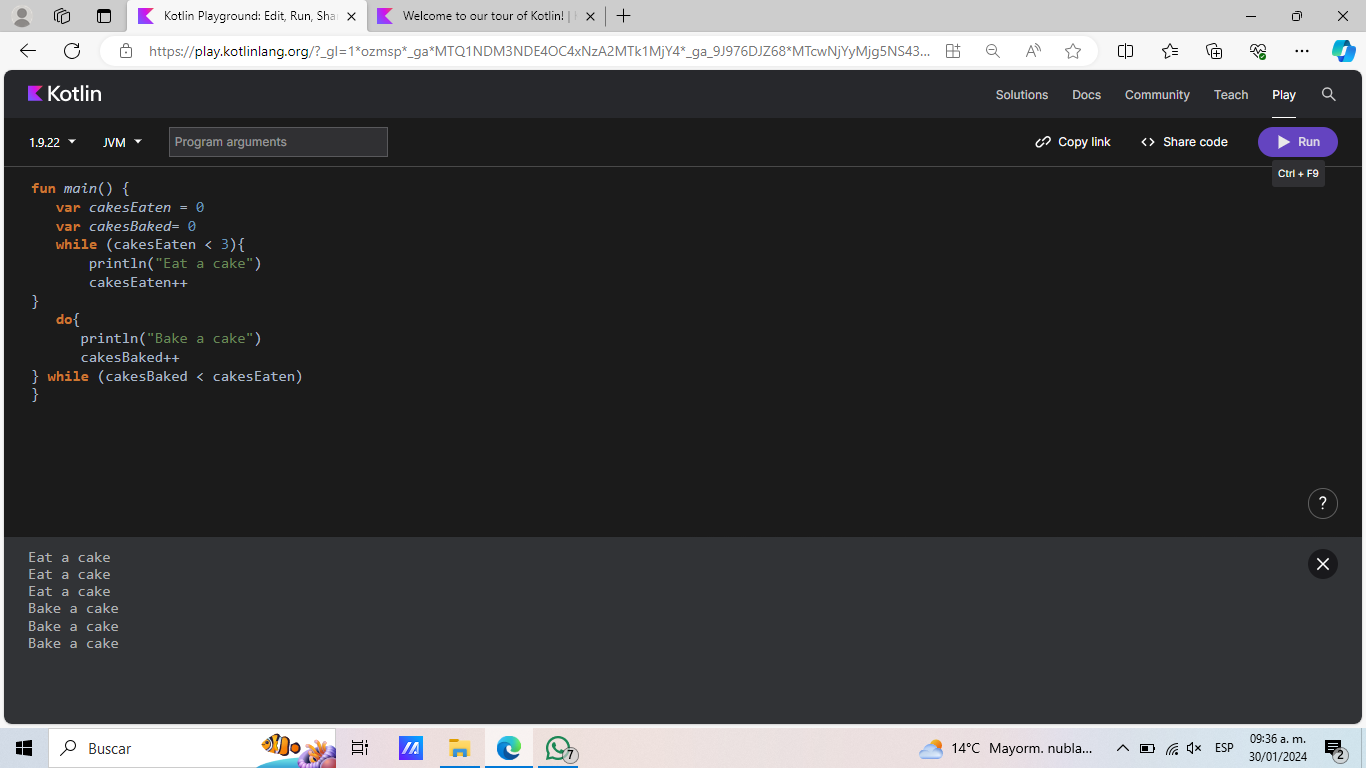 Kotlin Playground: Edit, Run, Sha
Welcome to our tour of Kotlin! |
https://play.kotlinlang.org/?_gl=1*ozmsp*_ga*MTQ1NDM3NDE4OC4xNzA2MTk1MjY4*_ga_9J976DJZ68*MTcwNjYyMjg5NS43...
Kotlin
Solutions Docs Community Teach Play
1.9.22 JVM Program arguments Copy link Share code Run
Ctrl + F9
fun main() {
var cakesEaten = 0
var cakesBaked= 0
while (cakesEaten < 3){
println("Eat a cake")
cakesEaten++
}
do{
println("Bake a cake")
cakesBaked++
} while (cakesBaked < cakesEaten)
}
?
Eat a cake
Eat a cake
Eat a cake
Bake a cake
Bake a cake
Bake a cake
Buscar
7
14°C Mayorm. nubla...
ESP
09:36 a. m.
30/01/2024
2